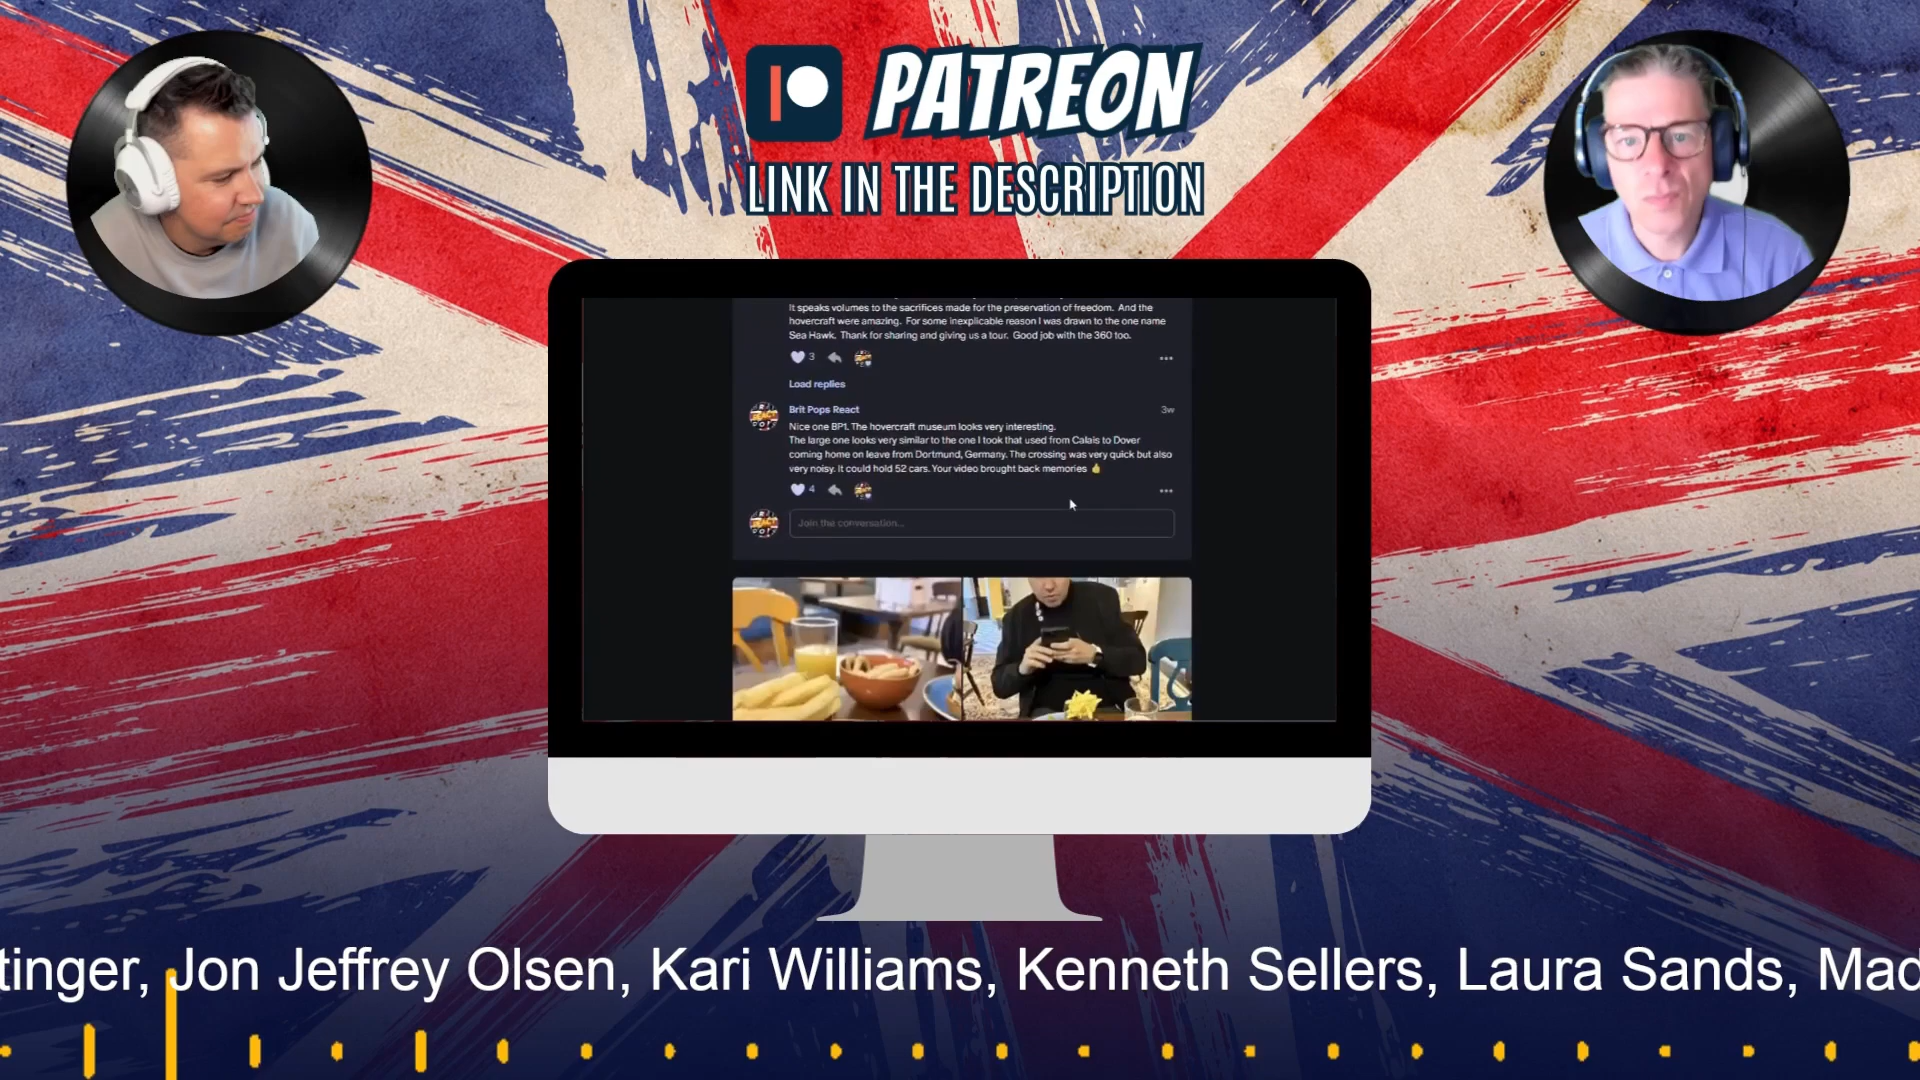 PATREON
LINK IN THE DESCRIPTION
It speaks volumes to the sacrifices made for the preservation of freedom. And the
hovercraft were amazing. For some inexplicable reason I was drawn to the one name
Sea Hawk. Thank for sharing and giving us a tour. Good job with the 360 too.
3
Load replies
Brit Pops React
3w
Nice one BP1. The hovercraft museum looks very interesting.
The large one looks very similar to the one I took that used from Calais to Dover
coming home on leave from Dortmund, Germany. The crossing was very quick but also
very noisy. It could hold 52 cars. Your video brought back memories 👍
4
Join the conversation...
tinger, Jon Jeffrey Olsen, Kari Williams, Kenneth Sellers, Laura Sands, Mad